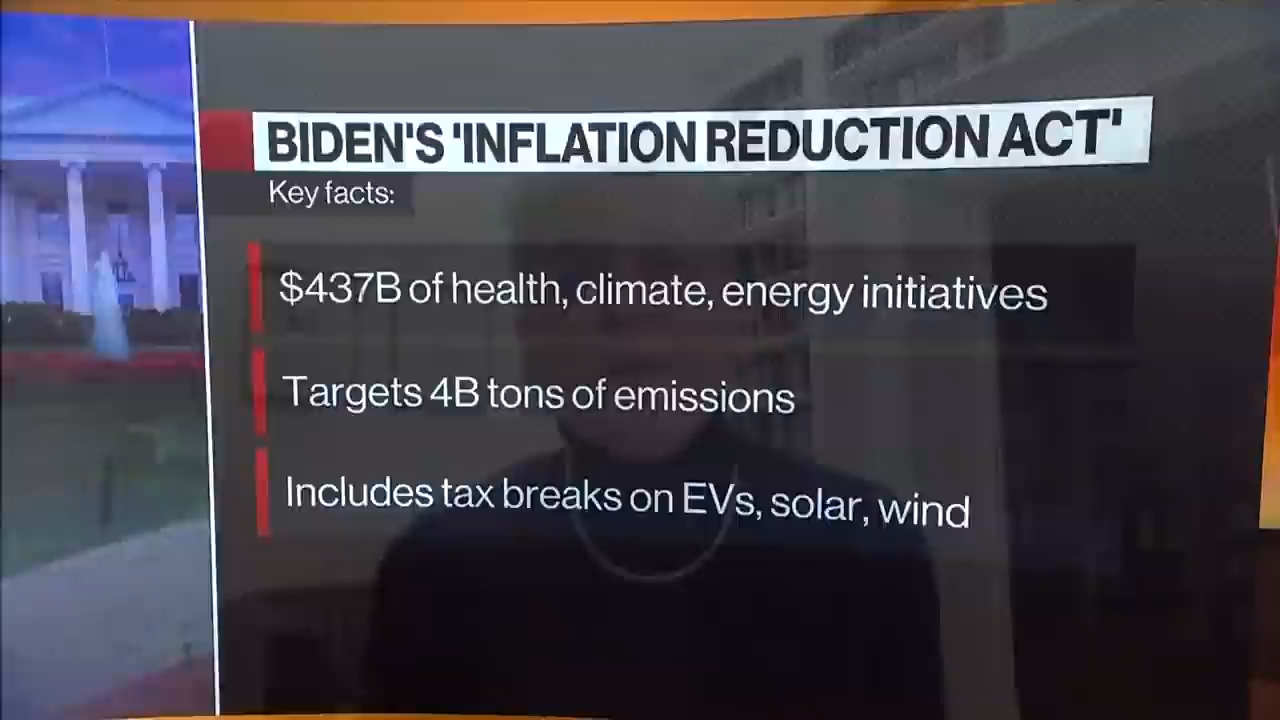 BIDEN'S 'INFLATION REDUCTION ACT'
Key facts:
$437B of health, climate, energy initiatives
Targets 4B tons of emissions
Includes tax breaks on EVs, solar, wind